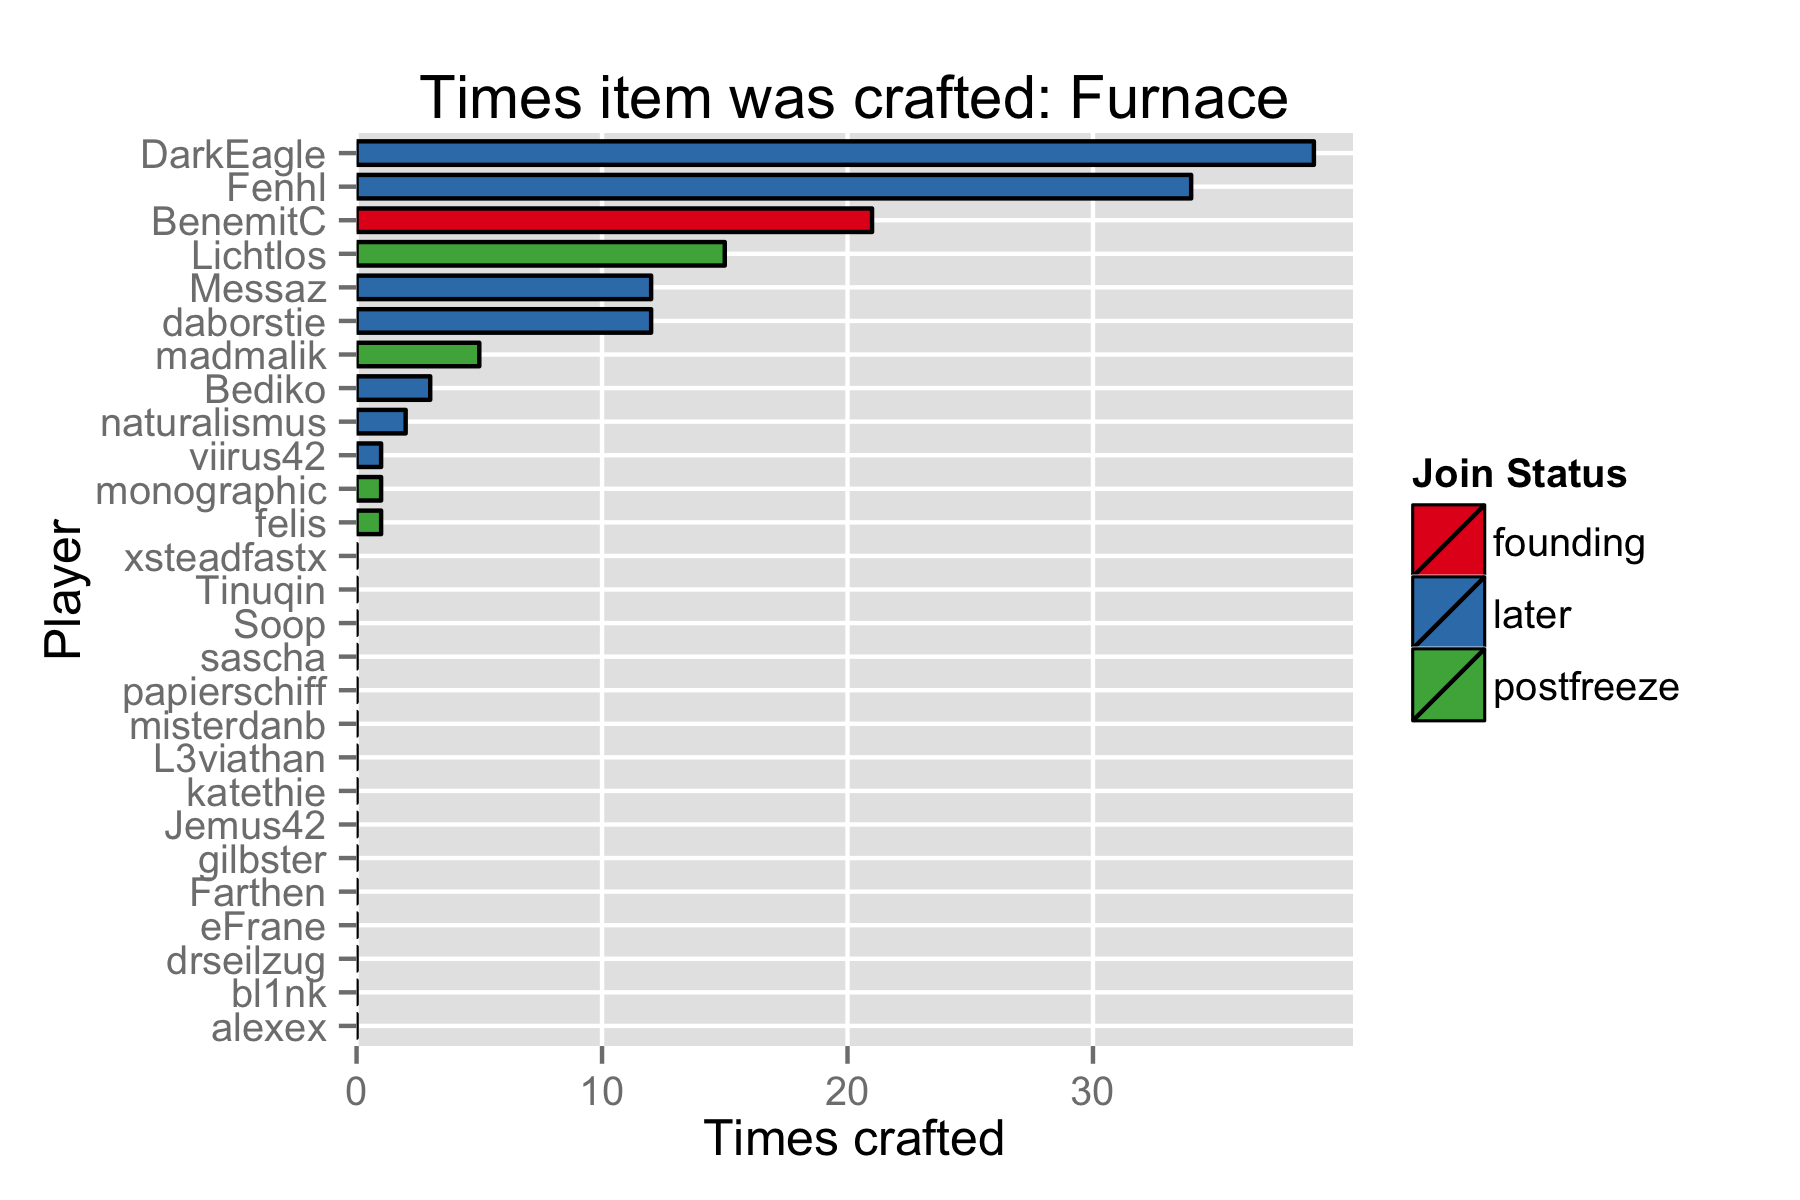 Times item was crafted: Furnace
DarkEagle
Fenhl
BenemitC
Lichtlos
Messaz
daborstie
madmalik
Bediko
naturalismus
viirus42
monographic
felis
xsteadfastx
Tinuqin
Soop
sascha
papierschiff
misterdanb
L3viathan
katethie
Jemus42
gilbster
Farthen
eFrane
drseilzug
bl1nk
alexex
Player
0 10 20 30
Times crafted
Join Status
founding
later
postfreeze